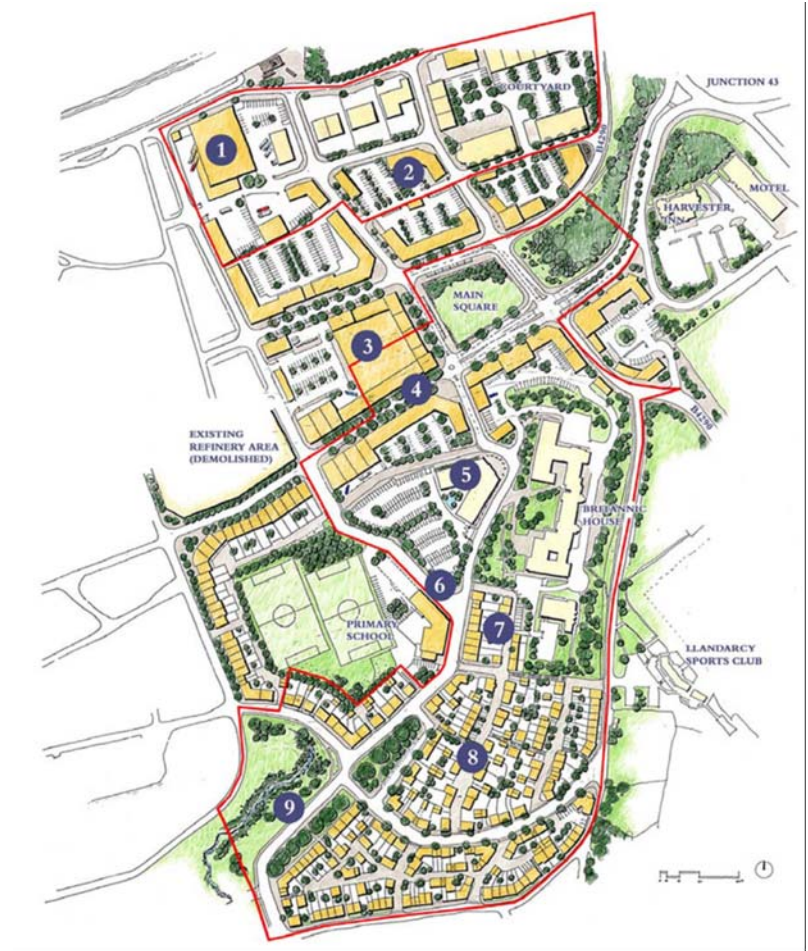 JUNCTION 43
COURTYARD
1
B4290
2
MOTEL
HARVESTER
INN
MAIN
SQUARE
3
4
B4290
EXISTING
REFINERY AREA
(DEMOLISHED)
5
BRITANNIC
HOUSE
6
7
PRIMARY
SCHOOL
LLANDARCY
SPORTS CLUB
8
9